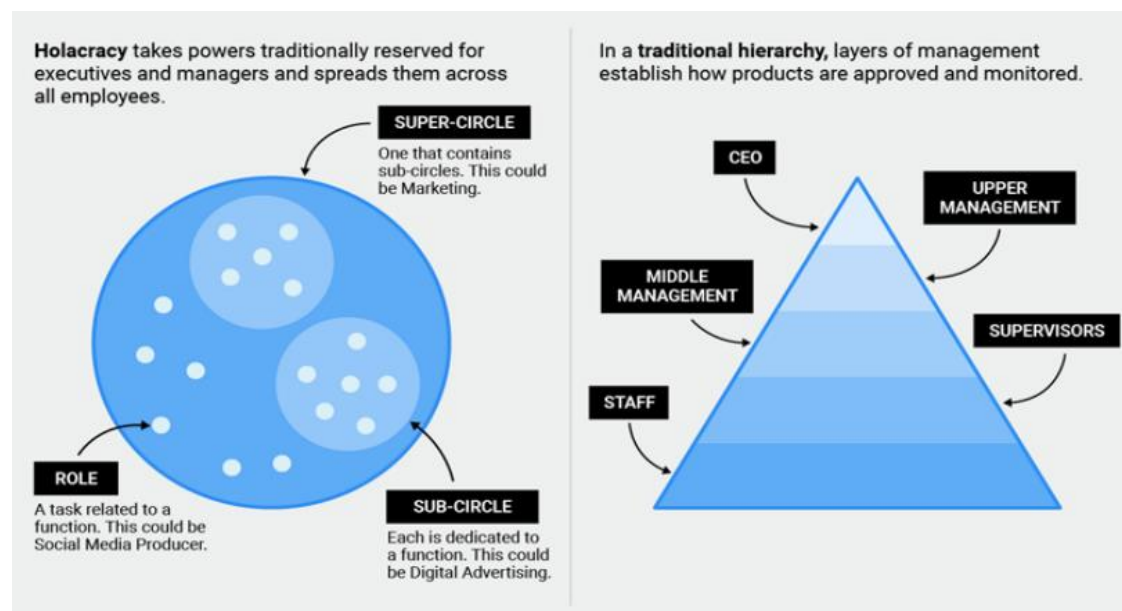 Holacracy takes powers traditionally reserved for
executives and managers and spreads them across
all employees.
SUPER-CIRCLE
One that contains
sub-circles. This could
be Marketing.
ROLE
A task related to a
function. This could be
Social Media Producer.
SUB-CIRCLE
Each is dedicated to
a function. This could
be Digital Advertising.
In a traditional hierarchy, layers of management
establish how products are approved and monitored.
CEO
UPPER
MANAGEMENT
MIDDLE
MANAGEMENT
SUPERVISORS
STAFF